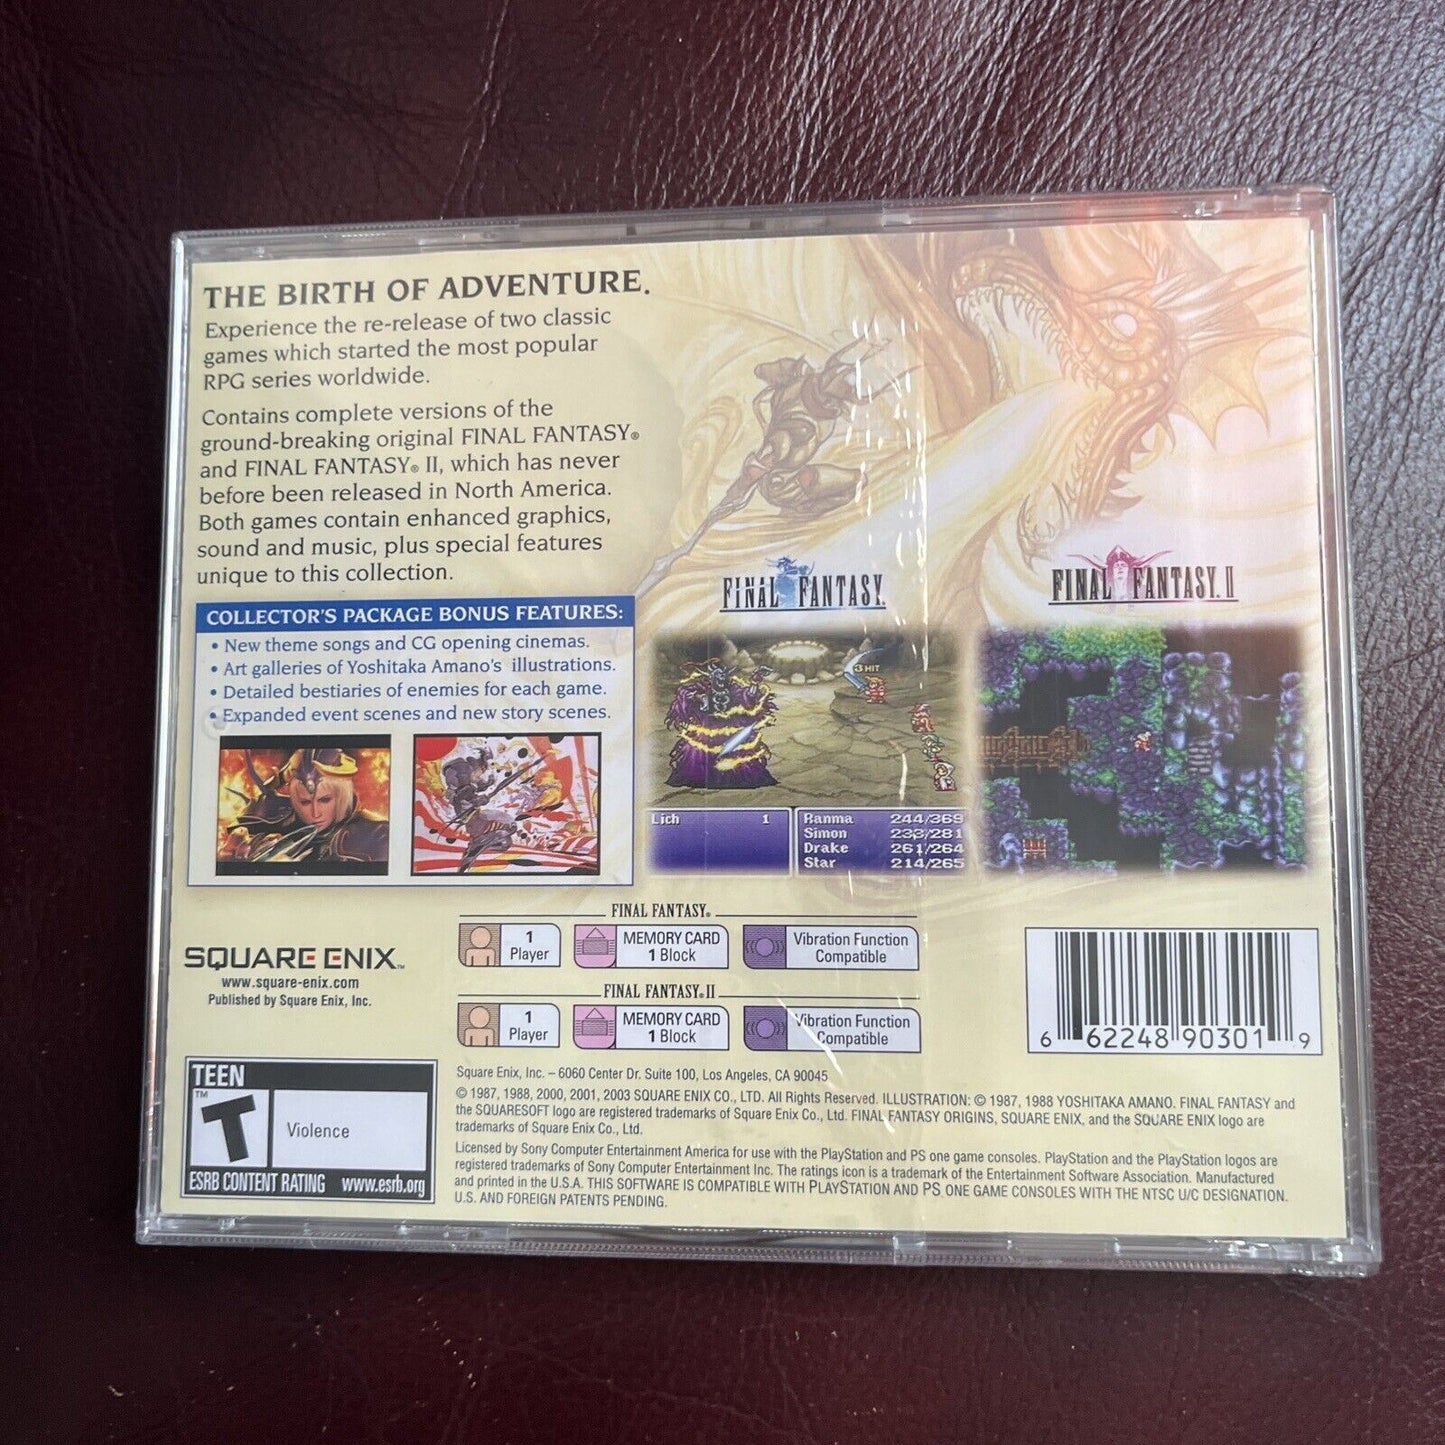 THE BIRTH OF ADVENTURE.
Experience the re-release of two classic
games which started the most popular
RPG series worldwide.
Contains complete versions of the
ground-breaking original FINAL FANTASY®
and FINAL FANTASY® II, which has never
before been released in North America.
Both games contain enhanced graphics,
sound and music, plus special features
unique to this collection.
COLLECTOR'S PACKAGE BONUS FEATURES:
• New theme songs and CG opening cinemas.
• Art galleries of Yoshitaka Amano's illustrations.
• Detailed bestiaries of enemies for each game.
• Expanded event scenes and new story scenes.
FINAL FANTASY®
3 HIT
Lich 1
Ranma 244/369
Simon 233/281
Drake 261/264
Star 214/265
FINAL FANTASY® II
SQUARE ENIX™
www.square-enix.com
Published by Square Enix, Inc.
FINAL FANTASY®
1
Player
MEMORY CARD
1 Block
Vibration Function
Compatible
FINAL FANTASY® II
1
Player
MEMORY CARD
1 Block
Vibration Function
Compatible
6 62248 90301 9
TEEN
T™
Violence
ESRB CONTENT RATING www.esrb.org
Square Enix, Inc. – 6060 Center Dr. Suite 100, Los Angeles, CA 90045
© 1987, 1988, 2000, 2001, 2003 SQUARE ENIX CO., LTD. All Rights Reserved. ILLUSTRATION: © 1987, 1988 YOSHITAKA AMANO. FINAL FANTASY and
the SQUARESOFT logo are registered trademarks of Square Enix Co., Ltd. FINAL FANTASY ORIGINS, SQUARE ENIX, and the SQUARE ENIX logo are
trademarks of Square Enix Co., Ltd.
Licensed by Sony Computer Entertainment America for use with the PlayStation and PS one game consoles. PlayStation and the PlayStation logos are
registered trademarks of Sony Computer Entertainment Inc. The ratings icon is a trademark of the Entertainment Software Association. Manufactured
and printed in the U.S.A. THIS SOFTWARE IS COMPATIBLE WITH PLAYSTATION AND PS ONE GAME CONSOLES WITH THE NTSC U/C DESIGNATION.
U.S. AND FOREIGN PATENTS PENDING.